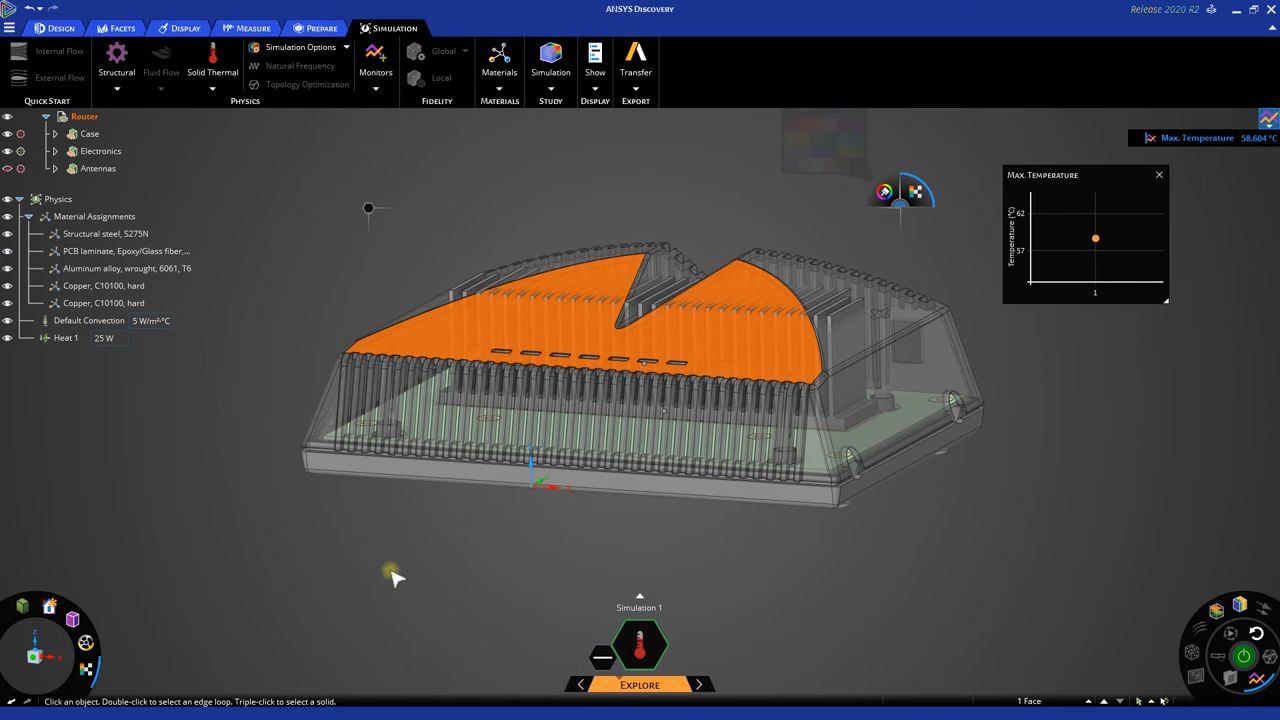 ANSYS Discovery
Release 2020 R2
Design
Facets
Display
Measure
Prepare
Simulation
Internal Flow
External Flow
Quick Start
Structural
Fluid Flow
Solid Thermal
Simulation Options
Natural Frequency
Topology Optimization
Physics
Monitors
Global
Local
Fidelity
Materials
Materials
Simulation
Study
Show
Display
Transfer
Export
Router
Case
Electronics
Antennas
Physics
Material Assignments
Structural steel, S275N
PCB laminate, Epoxy/Glass fiber,...
Aluminum alloy, wrought, 6061, T6
Copper, C10100, hard
Copper, C10100, hard
Default Convection 5 W/m²·°C
Heat 1 25 W
Max. Temperature 58.604 °C
Max. Temperature
Temperature (°C)
62
57
1
Z
X
Simulation 1
Explore
Click an object. Double-click to select an edge loop. Triple-click to select a solid.
1 Face